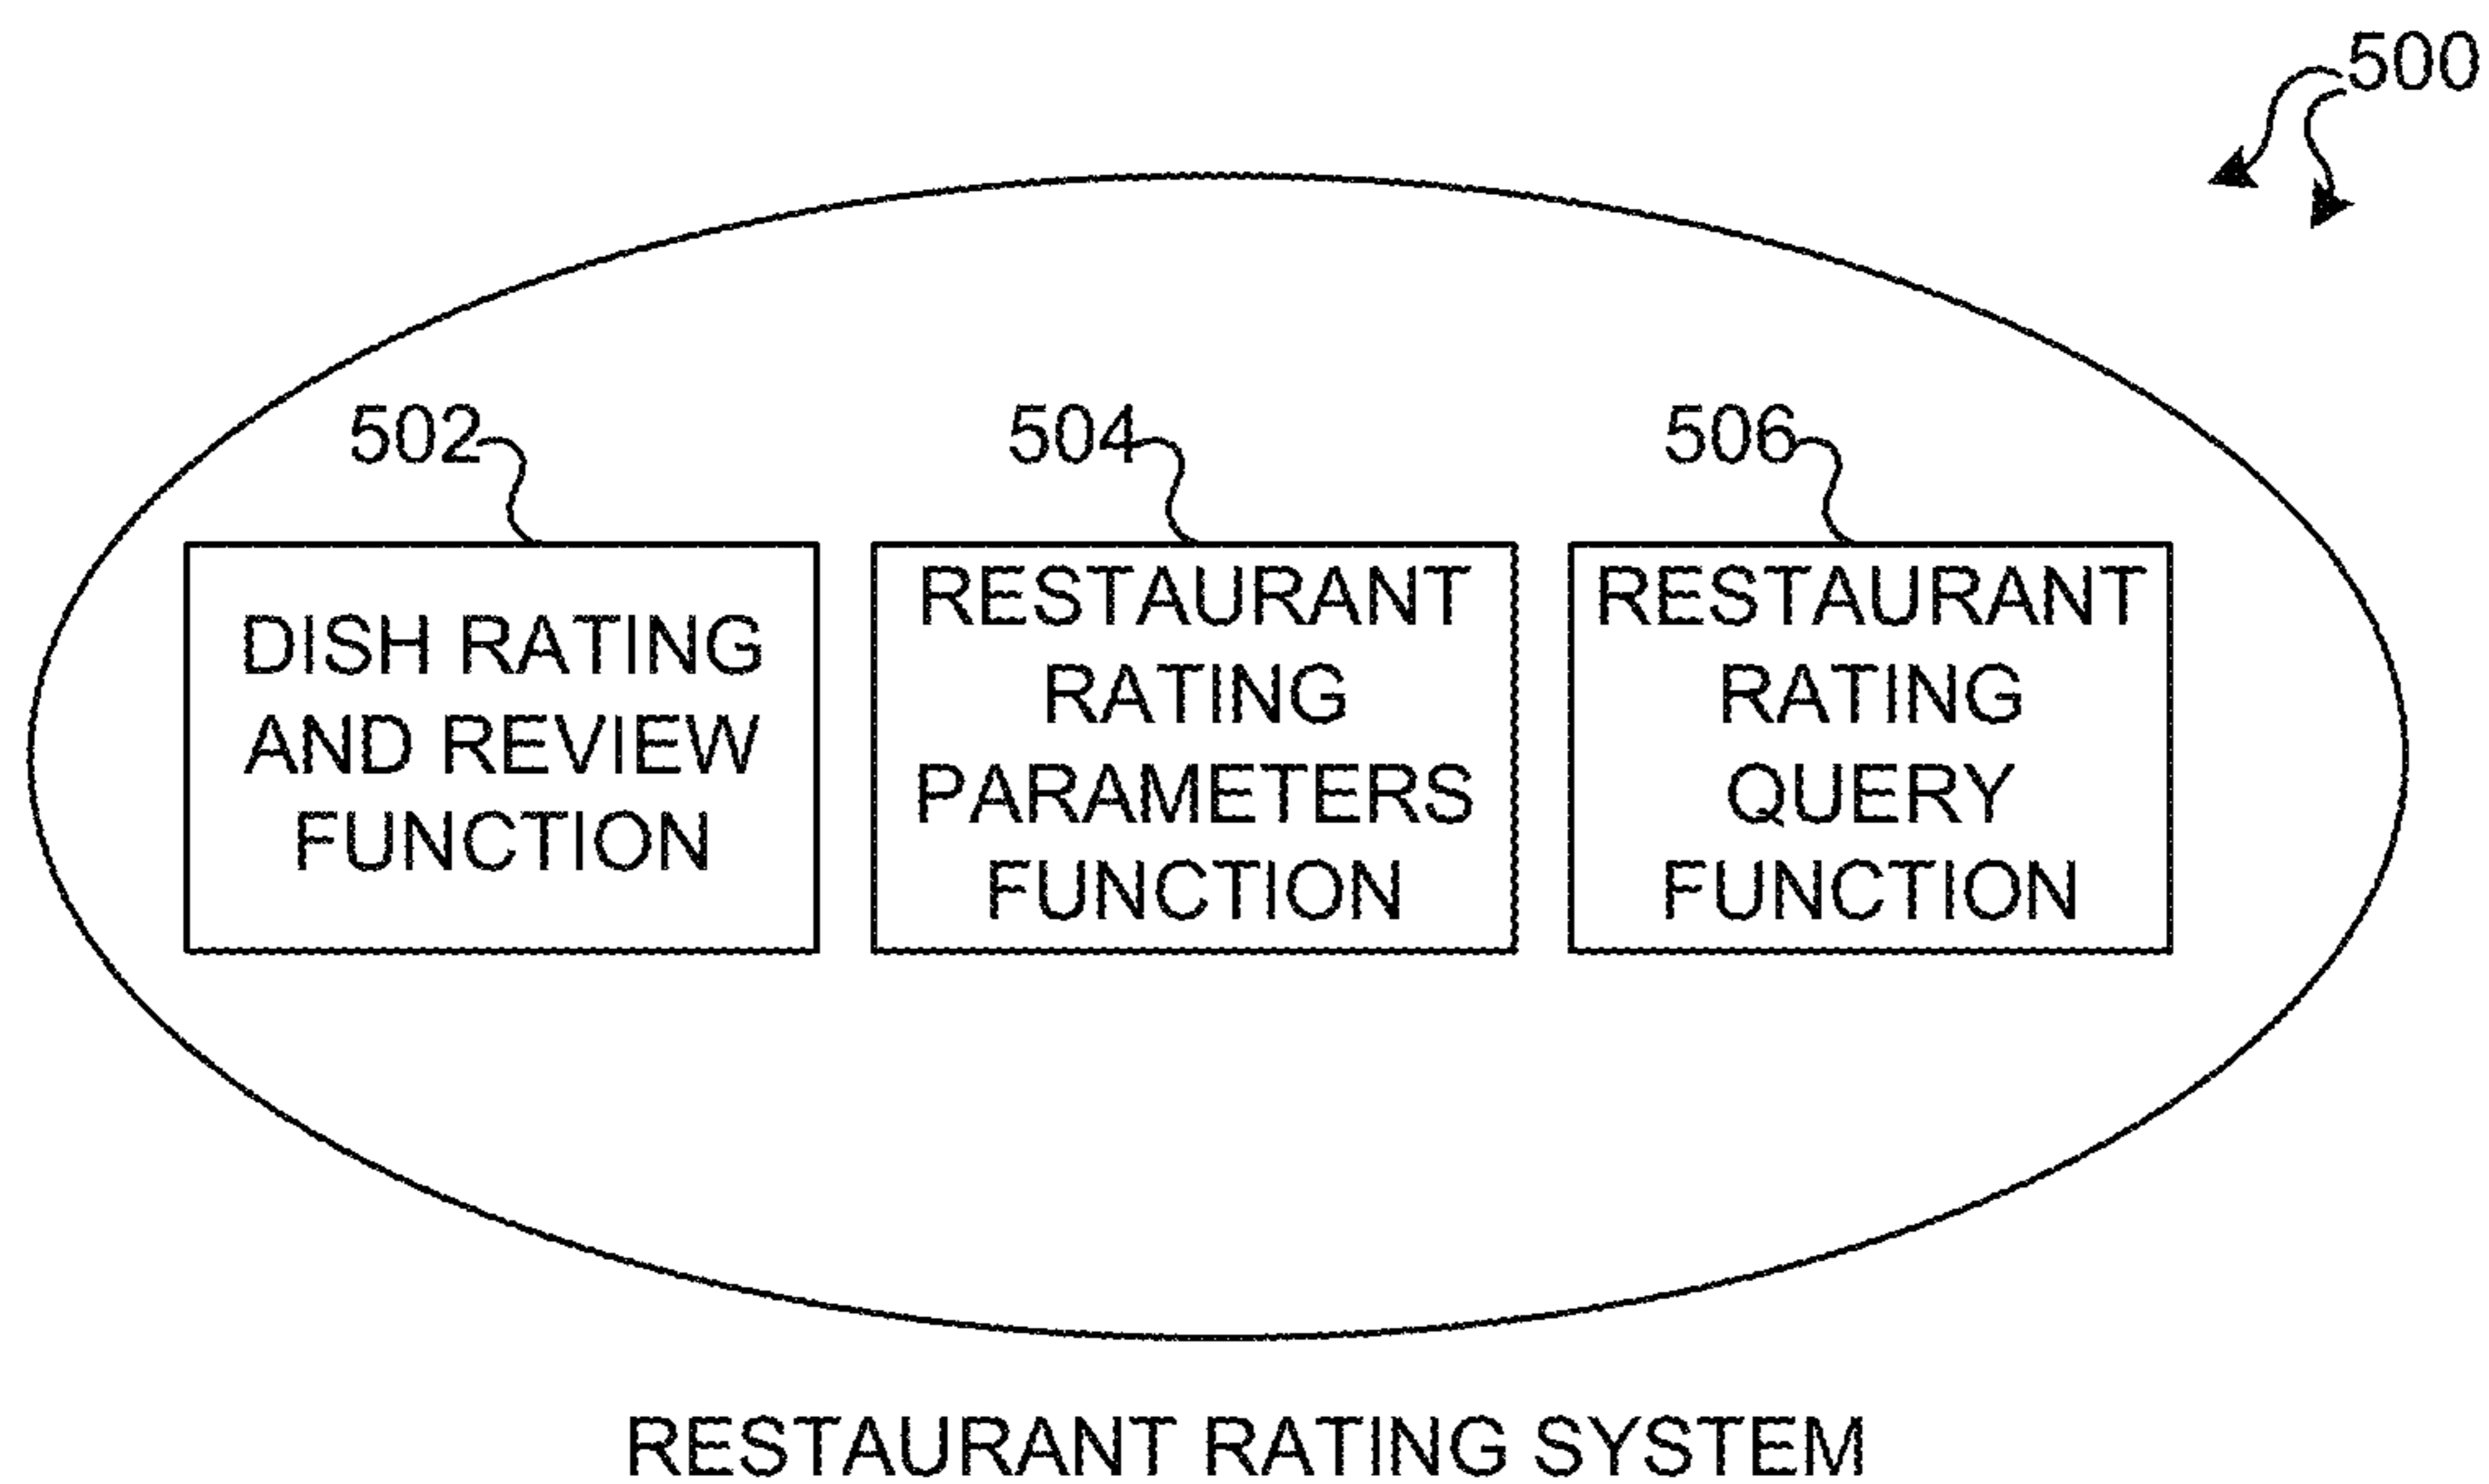 500
502
504
506
DISH RATING
AND REVIEW
FUNCTION
RESTAURANT
RATING
PARAMETERS
FUNCTION
RESTAURANT
RATING
QUERY
FUNCTION
RESTAURANT RATING SYSTEM